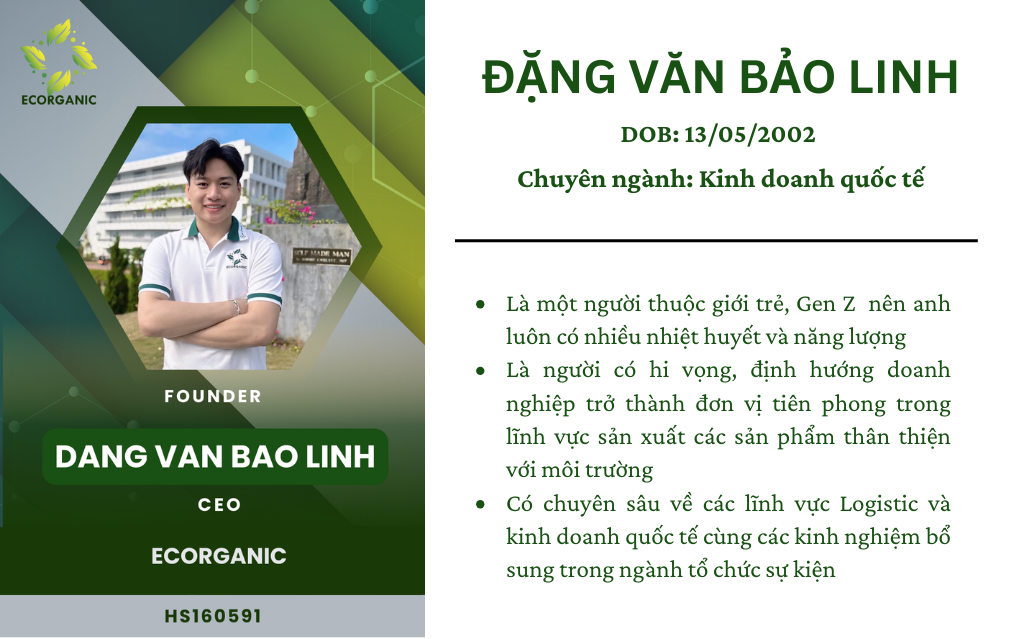 ECORGANIC
ECORGANIC
SELF MADE MAN
FOUNDER
DANG VAN BAO LINH
CEO
ECORGANIC
HS160591
ĐẶNG VĂN BẢO LINH
DOB: 13/05/2002
Chuyên ngành: Kinh doanh quốc tế
Là một người thuộc giới trẻ, Gen Z nên anh
luôn có nhiều nhiệt huyết và năng lượng
Là người có hi vọng, định hướng doanh
nghiệp trở thành đơn vị tiên phong trong
lĩnh vực sản xuất các sản phẩm thân thiện
với môi trường
Có chuyên sâu về các lĩnh vực Logistic và
kinh doanh quốc tế cùng các kinh nghiệm bổ
sung trong ngành tổ chức sự kiện